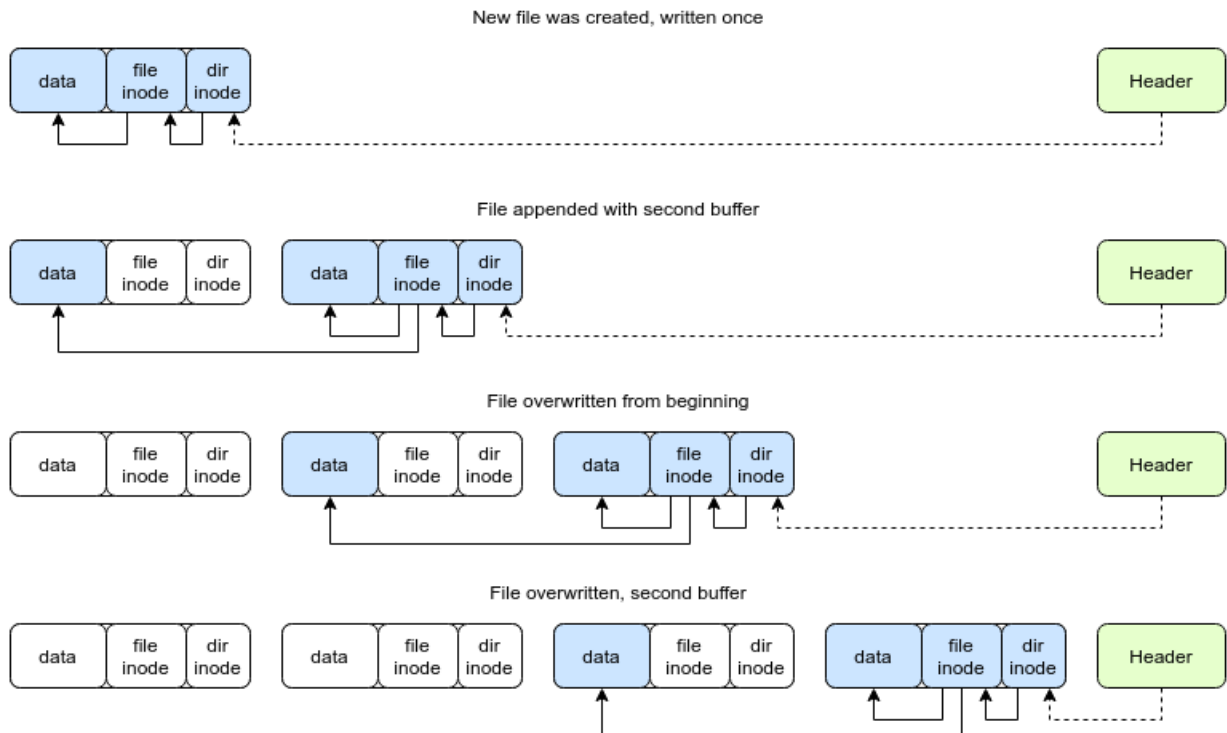 New file was created, written once
data
file
inode
dir
inode
Header
File appended with second buffer
data
file
inode
dir
inode
data
file
inode
dir
inode
Header
File overwritten from beginning
data
file
inode
dir
inode
data
file
inode
dir
inode
data
file
inode
dir
inode
Header
File overwritten, second buffer
data
file
inode
dir
inode
data
file
inode
dir
inode
data
file
inode
dir
inode
data
file
inode
dir
inode
Header